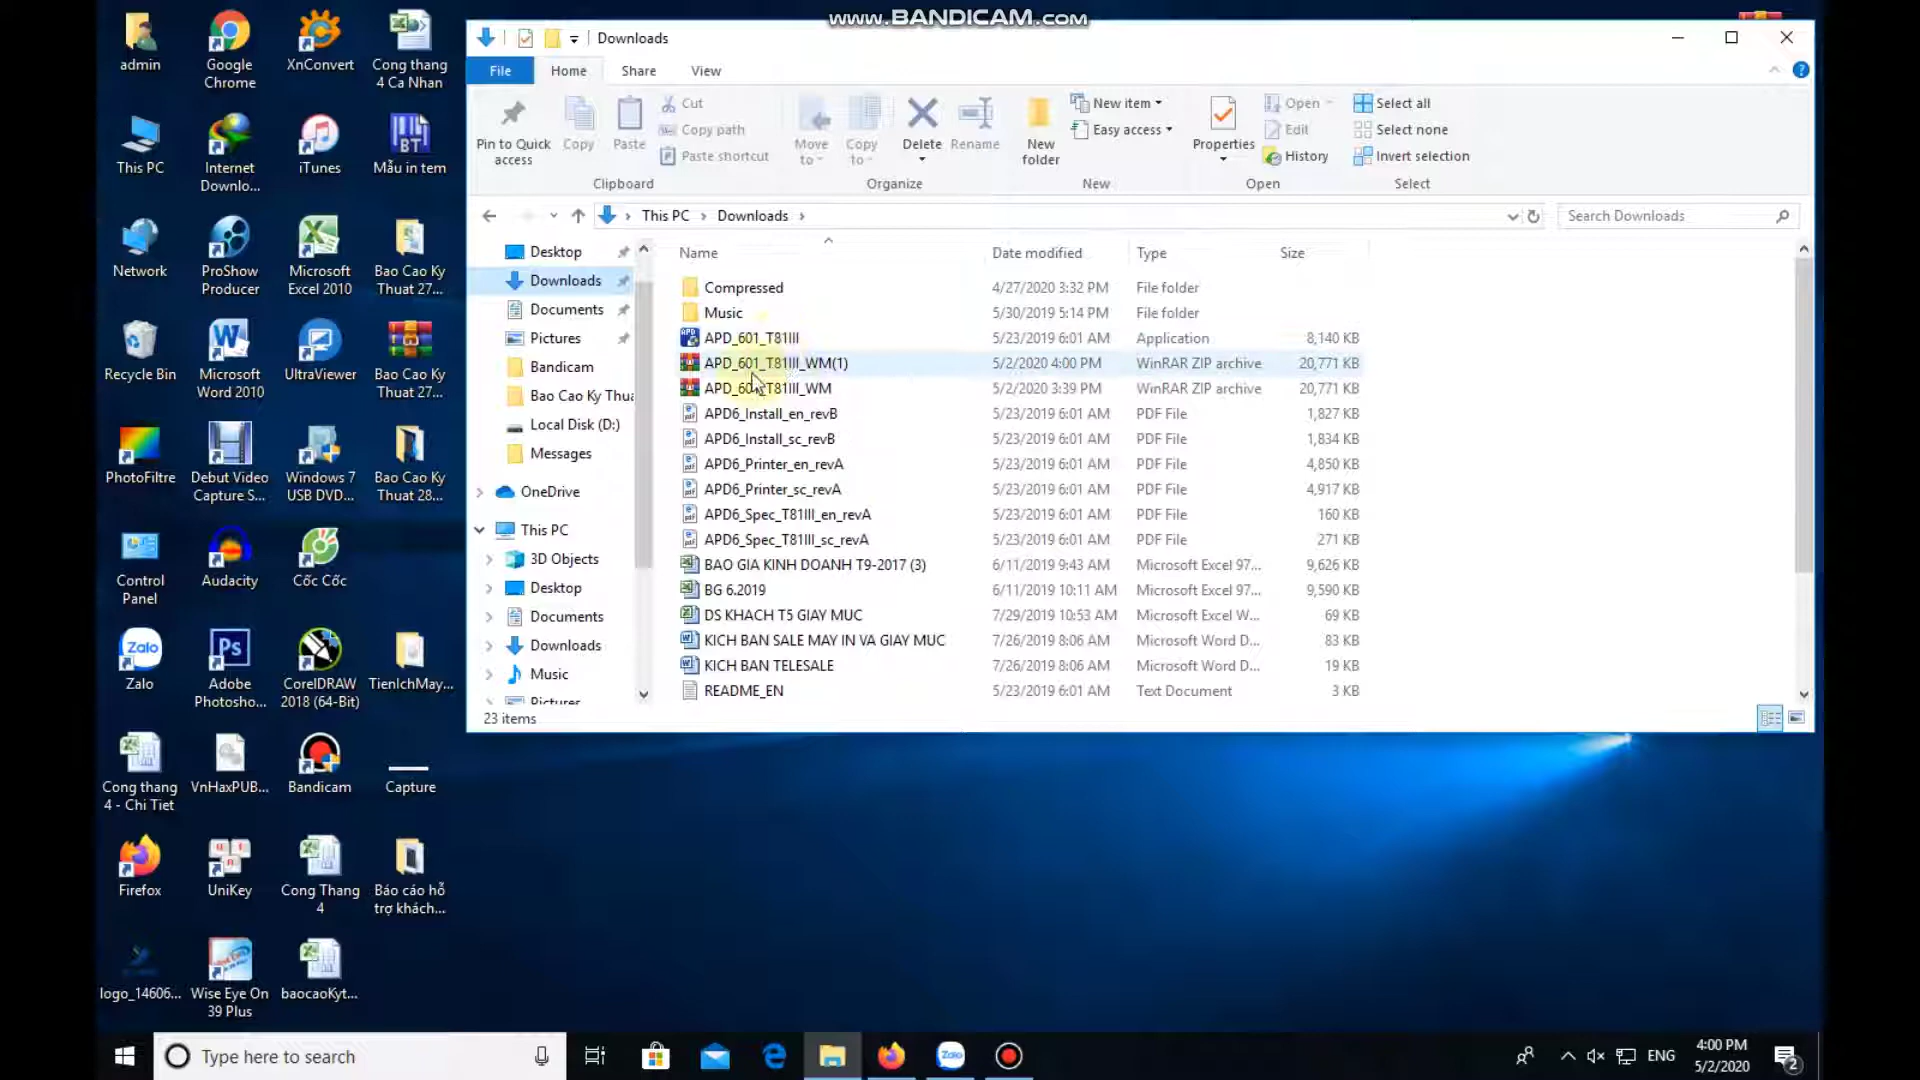 www.BANDICAM.com
admin
Google
Chrome
XnConvert
Cong thang
4 Ca Nhan
This PC
Internet
Downlo...
iTunes
Mẫu in tem
Network
ProShow
Producer
Microsoft
Excel 2010
Bao Cao Ky
Thuat 27...
Recycle Bin
Microsoft
Word 2010
UltraViewer
Bao Cao Ky
Thuat 27...
PhotoFiltre
Debut Video
Capture S...
Windows 7
USB DVD...
Bao Cao Ky
Thuat 28...
Control
Panel
Audacity
Cốc Cốc
Zalo
Zalo
Ps
Adobe
Photosho...
CorelDRAW
2018 (64-Bit)
TienIchMay...
Cong thang
4 - Chi Tiet
VnHaxPUB...
Bandicam
Capture
Firefox
UniKey
Cong Thang
4
Báo cáo hỗ
trợ khách...
logo_14606...
Wise Eye On
39 Plus
baocaoKyt...
Downloads
File
Home
Share
View
Pin to Quick
access
Copy
Paste
Cut
Copy path
Paste shortcut
Clipboard
Move
to
Copy
to
Delete
Rename
Organize
New
folder
New item
Easy access
New
Properties
Open
Edit
History
Open
Select all
Select none
Invert selection
Select
This PC
Downloads
Search Downloads
Desktop
Downloads
Documents
Pictures
Bandicam
Bao Cao Ky Thua
Local Disk (D:)
Messages
OneDrive
This PC
3D Objects
Desktop
Documents
Downloads
Music
Pictures
Name Date modified Type Size
Compressed 4/27/2020 3:32 PM File folder
Music 5/30/2019 5:14 PM File folder
APD_601_T81III 5/23/2019 6:01 AM Application 8,140 KB
APD_601_T81III_WM(1) 5/2/2020 4:00 PM WinRAR ZIP archive 20,771 KB
APD_601_T81III_WM 5/2/2020 3:39 PM WinRAR ZIP archive 20,771 KB
APD6_Install_en_revB 5/23/2019 6:01 AM PDF File 1,827 KB
APD6_Install_sc_revB 5/23/2019 6:01 AM PDF File 1,834 KB
APD6_Printer_en_revA 5/23/2019 6:01 AM PDF File 4,850 KB
APD6_Printer_sc_revA 5/23/2019 6:01 AM PDF File 4,917 KB
APD6_Spec_T81III_en_revA 5/23/2019 6:01 AM PDF File 160 KB
APD6_Spec_T81III_sc_revA 5/23/2019 6:01 AM PDF File 271 KB
BAO GIA KINH DOANH T9-2017 (3) 6/11/2019 9:43 AM Microsoft Excel 97... 9,626 KB
BG 6.2019 6/11/2019 10:11 AM Microsoft Excel 97... 9,590 KB
DS KHACH T5 GIAY MUC 7/29/2019 10:53 AM Microsoft Excel W... 69 KB
KICH BAN SALE MAY IN VA GIAY MUC 7/26/2019 8:06 AM Microsoft Word D... 83 KB
KICH BAN TELESALE 7/26/2019 8:06 AM Microsoft Word D... 19 KB
README_EN 5/23/2019 6:01 AM Text Document 3 KB
23 items
Type here to search
Zalo
ENG
4:00 PM
5/2/2020
2